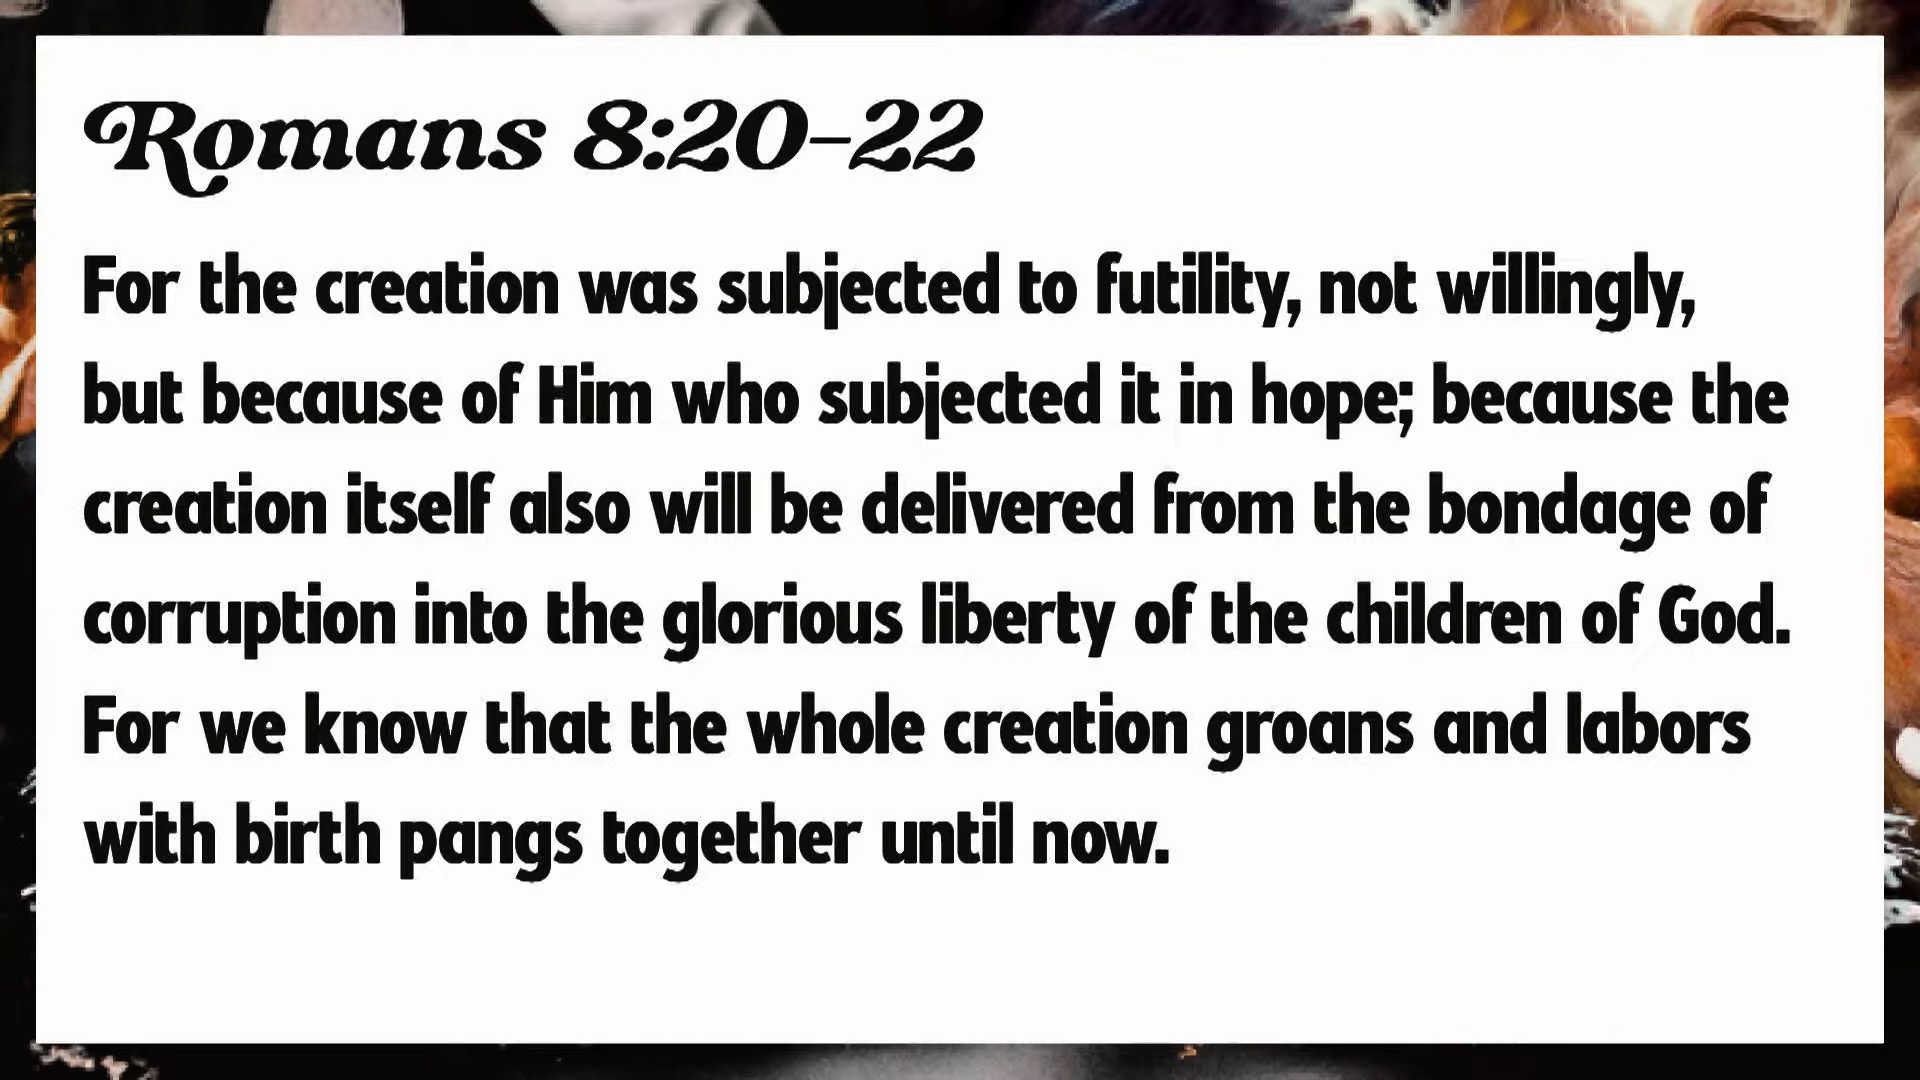 Romans 8:20–22
For the creation was subjected to futility, not willingly,
but because of Him who subjected it in hope; because the
creation itself also will be delivered from the bondage of
corruption into the glorious liberty of the children of God.
For we know that the whole creation groans and labors
with birth pangs together until now.